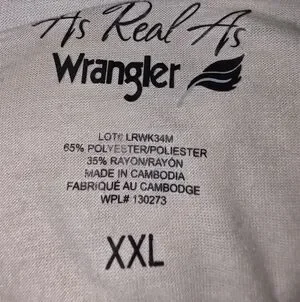 As Real As
Wrangler
LOT# LRWK34M
65% POLYESTER/POLIESTER
35% RAYON/RAYÓN
MADE IN CAMBODIA
FABRIQUÉ AU CAMBODGE
WPL# 130273
XXL